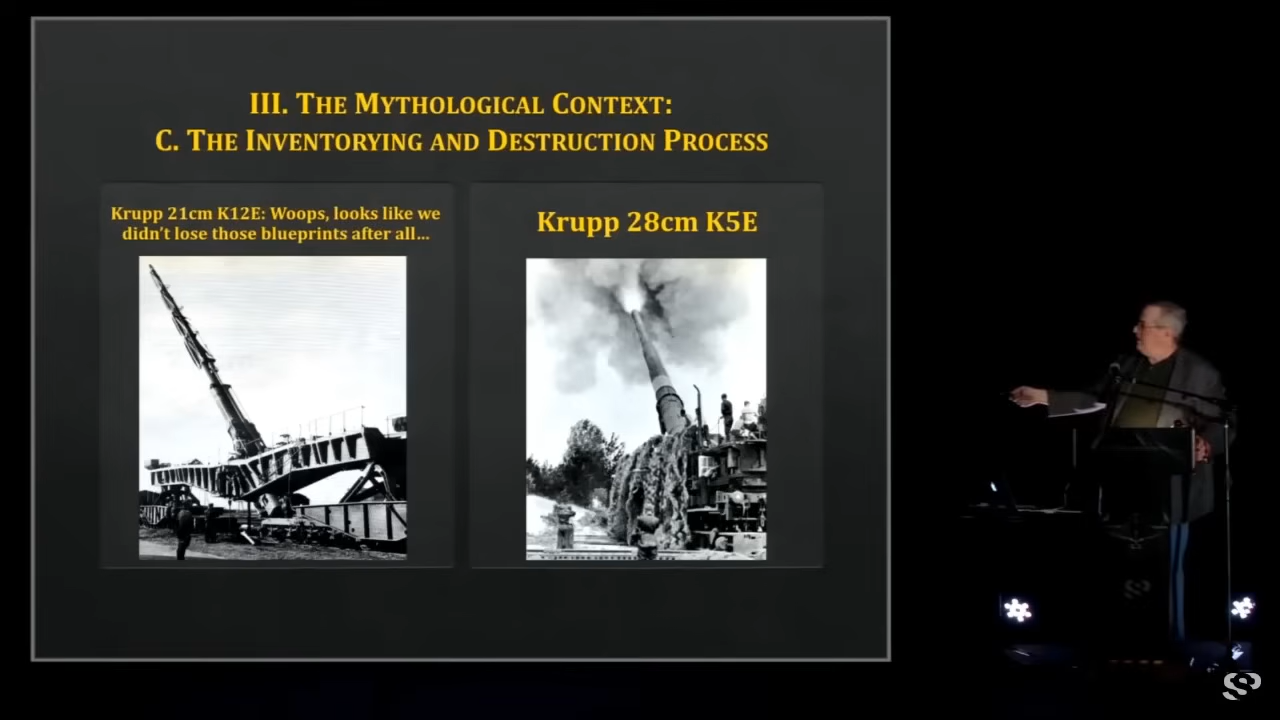 III. The Mythological Context:
C. The Inventorying and Destruction Process
Krupp 21cm K12E: Woops, looks like we
didn't lose those blueprints after all...
Krupp 28cm K5E